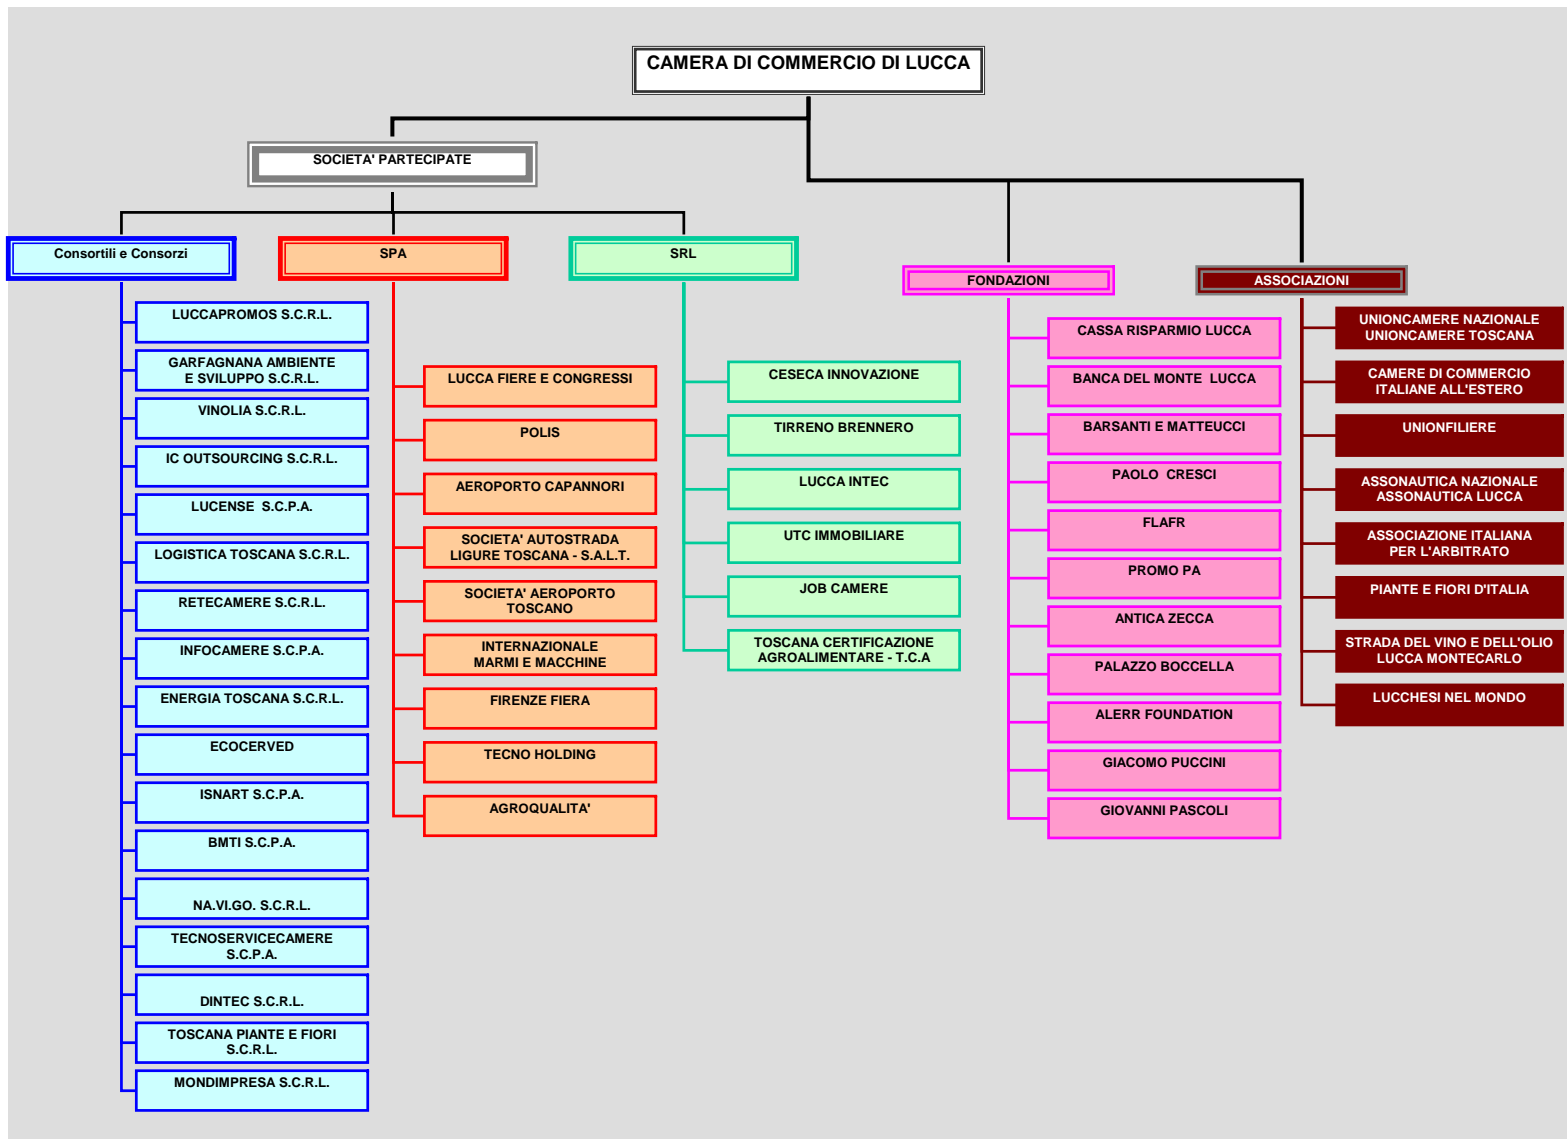 CAMERA DI COMMERCIO DI LUCCA
SOCIETA' PARTECIPATE
Consortili e Consorzi
LUCCAPROMOS S.C.R.L.
GARFAGNANA AMBIENTE
E SVILUPPO S.C.R.L.
VINOLIA S.C.R.L.
IC OUTSOURCING S.C.R.L.
LUCENSE S.C.P.A.
LOGISTICA TOSCANA S.C.R.L.
RETECAMERE S.C.R.L.
INFOCAMERE S.C.P.A.
ENERGIA TOSCANA S.C.R.L.
ECOCERVED
ISNART S.C.P.A.
BMTI S.C.P.A.
NA.VI.GO. S.C.R.L.
TECNOSERVICECAMERE
S.C.P.A.
DINTEC S.C.R.L.
TOSCANA PIANTE E FIORI
S.C.R.L.
MONDIMPRESA S.C.R.L.
SPA
LUCCA FIERE E CONGRESSI
POLIS
AEROPORTO CAPANNORI
SOCIETA' AUTOSTRADA
LIGURE TOSCANA - S.A.L.T.
SOCIETA' AEROPORTO
TOSCANO
INTERNAZIONALE
MARMI E MACCHINE
FIRENZE FIERA
TECNO HOLDING
AGROQUALITA'
SRL
CESECA INNOVAZIONE
TIRRENO BRENNERO
LUCCA INTEC
UTC IMMOBILIARE
JOB CAMERE
TOSCANA CERTIFICAZIONE
AGROALIMENTARE - T.C.A
FONDAZIONI
CASSA RISPARMIO LUCCA
BANCA DEL MONTE LUCCA
BARSANTI E MATTEUCCI
PAOLO CRESCI
FLAFR
PROMO PA
ANTICA ZECCA
PALAZZO BOCCELLA
ALERR FOUNDATION
GIACOMO PUCCINI
GIOVANNI PASCOLI
ASSOCIAZIONI
UNIONCAMERE NAZIONALE
UNIONCAMERE TOSCANA
CAMERE DI COMMERCIO
ITALIANE ALL'ESTERO
UNIONFILIERE
ASSONAUTICA NAZIONALE
ASSONAUTICA LUCCA
ASSOCIAZIONE ITALIANA
PER L'ARBITRATO
PIANTE E FIORI D'ITALIA
STRADA DEL VINO E DELL'OLIO
LUCCA MONTECARLO
LUCCHESI NEL MONDO